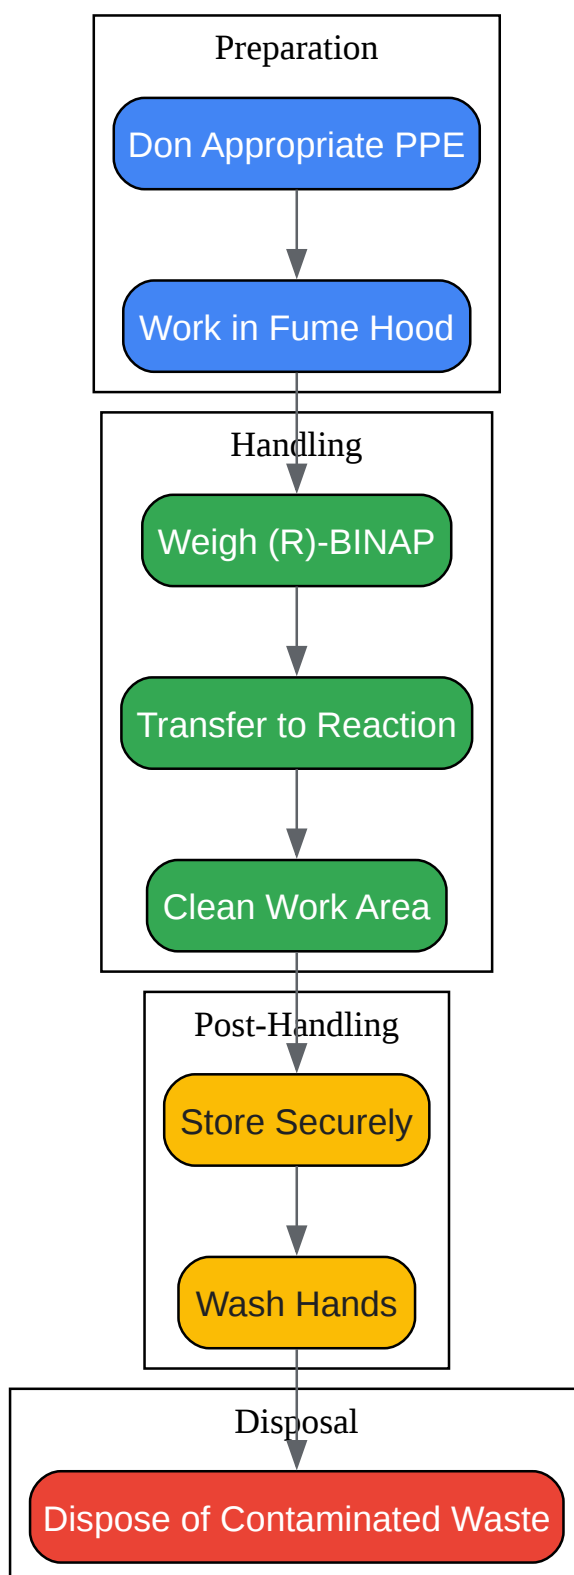 Preparation
Don Appropriate PPE
Work in Fume Hood
Handling
Weigh (R)-BINAP
Transfer to Reaction
Clean Work Area
Post-Handling
Store Securely
Wash Hands
Disposal
Dispose of Contaminated Waste